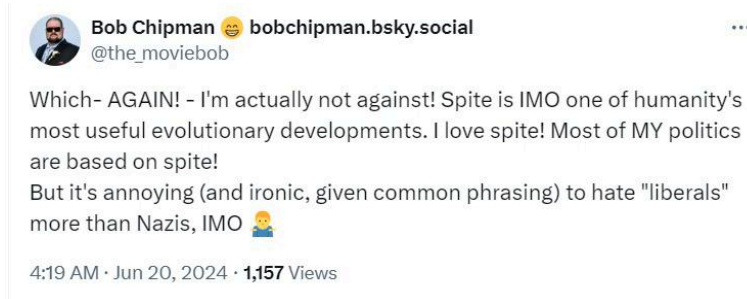 Bob Chipman 😁 bobchipman.bsky.social
@the_moviebob
Which- AGAIN! - I'm actually not against! Spite is IMO one of humanity's
most useful evolutionary developments. I love spite! Most of MY politics
are based on spite!
But it's annoying (and ironic, given common phrasing) to hate "liberals"
more than Nazis, IMO 🤷‍♂️
4:19 AM · Jun 20, 2024 · 1,157 Views